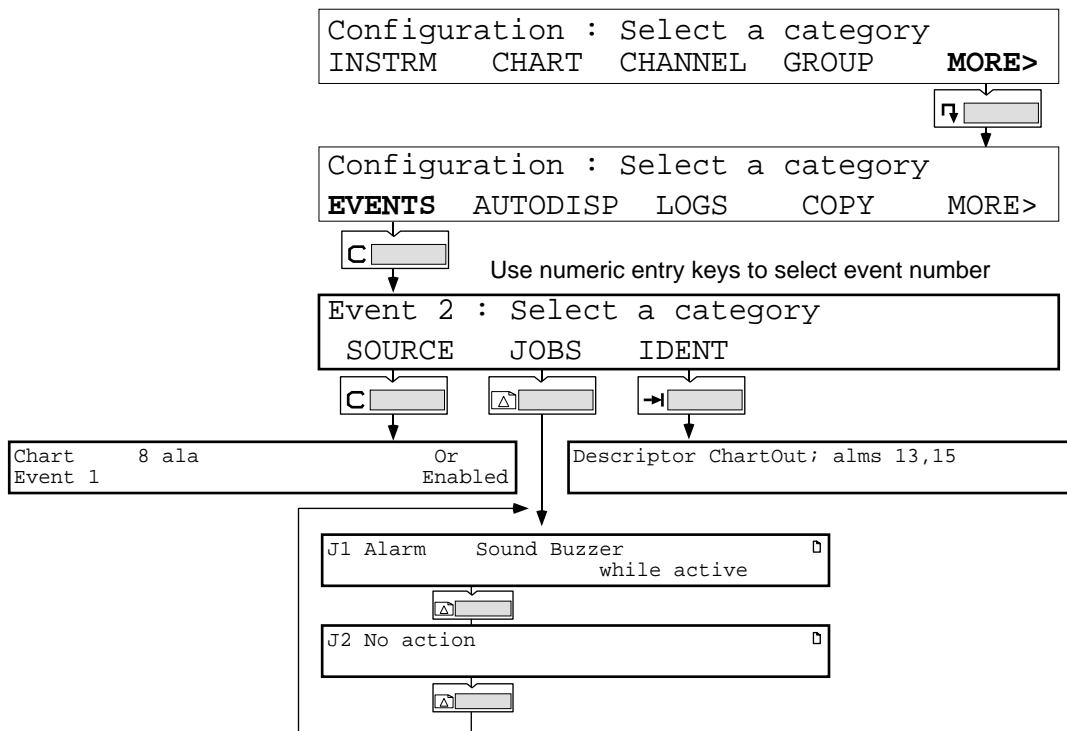 Configuration : Select a category
INSTRM CHART CHANNEL GROUP MORE>
Configuration : Select a category
EVENTS AUTODISP LOGS COPY MORE>
Use numeric entry keys to select event number
Event 2 : Select a category
SOURCE JOBS IDENT
Chart 8 ala Or
Event 1 Enabled
Descriptor ChartOut; alms 13,15
J1 Alarm Sound Buzzer
while active
J2 No action